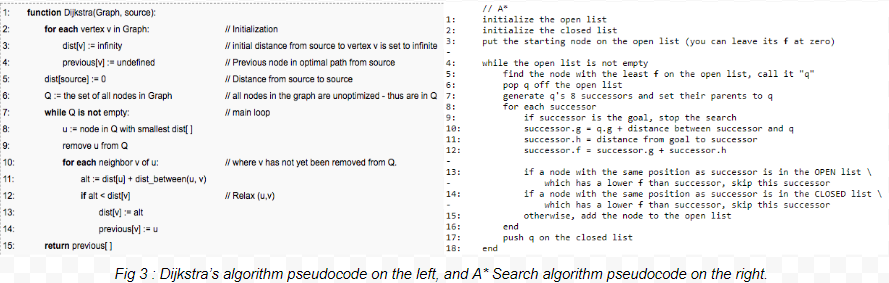 1: function Dijkstra(Graph, source):
2: for each vertex v in Graph: // Initialization
3: dist[v] := infinity // initial distance from source to vertex v is set to infinite
4: previous[v] := undefined // Previous node in optimal path from source
5: dist[source] := 0 // Distance from source to source
6: Q := the set of all nodes in Graph // all nodes in the graph are unoptimized - thus are in Q
7: while Q is not empty: // main loop
8: u := node in Q with smallest dist[ ]
9: remove u from Q
10: for each neighbor v of u: // where v has not yet been removed from Q.
11: alt := dist[u] + dist_between(u, v)
12: if alt < dist[v] // Relax (u,v)
13: dist[v] := alt
14: previous[v] := u
15: return previous[ ]
// A*
1: initialize the open list
2: initialize the closed list
3: put the starting node on the open list (you can leave its f at zero)
-
4: while the open list is not empty
5: find the node with the least f on the open list, call it "q"
6: pop q off the open list
7: generate q's 8 successors and set their parents to q
8: for each successor
9: if successor is the goal, stop the search
10: successor.g = q.g + distance between successor and q
11: successor.h = distance from goal to successor
12: successor.f = successor.g + successor.h
-
13: if a node with the same position as successor is in the OPEN list \
- which has a lower f than successor, skip this successor
14: if a node with the same position as successor is in the CLOSED list \
- which has a lower f than successor, skip this successor
15: otherwise, add the node to the open list
16: end
17: push q on the closed list
18: end
Fig 3 : Dijkstra's algorithm pseudocode on the left, and A* Search algorithm pseudocode on the right.